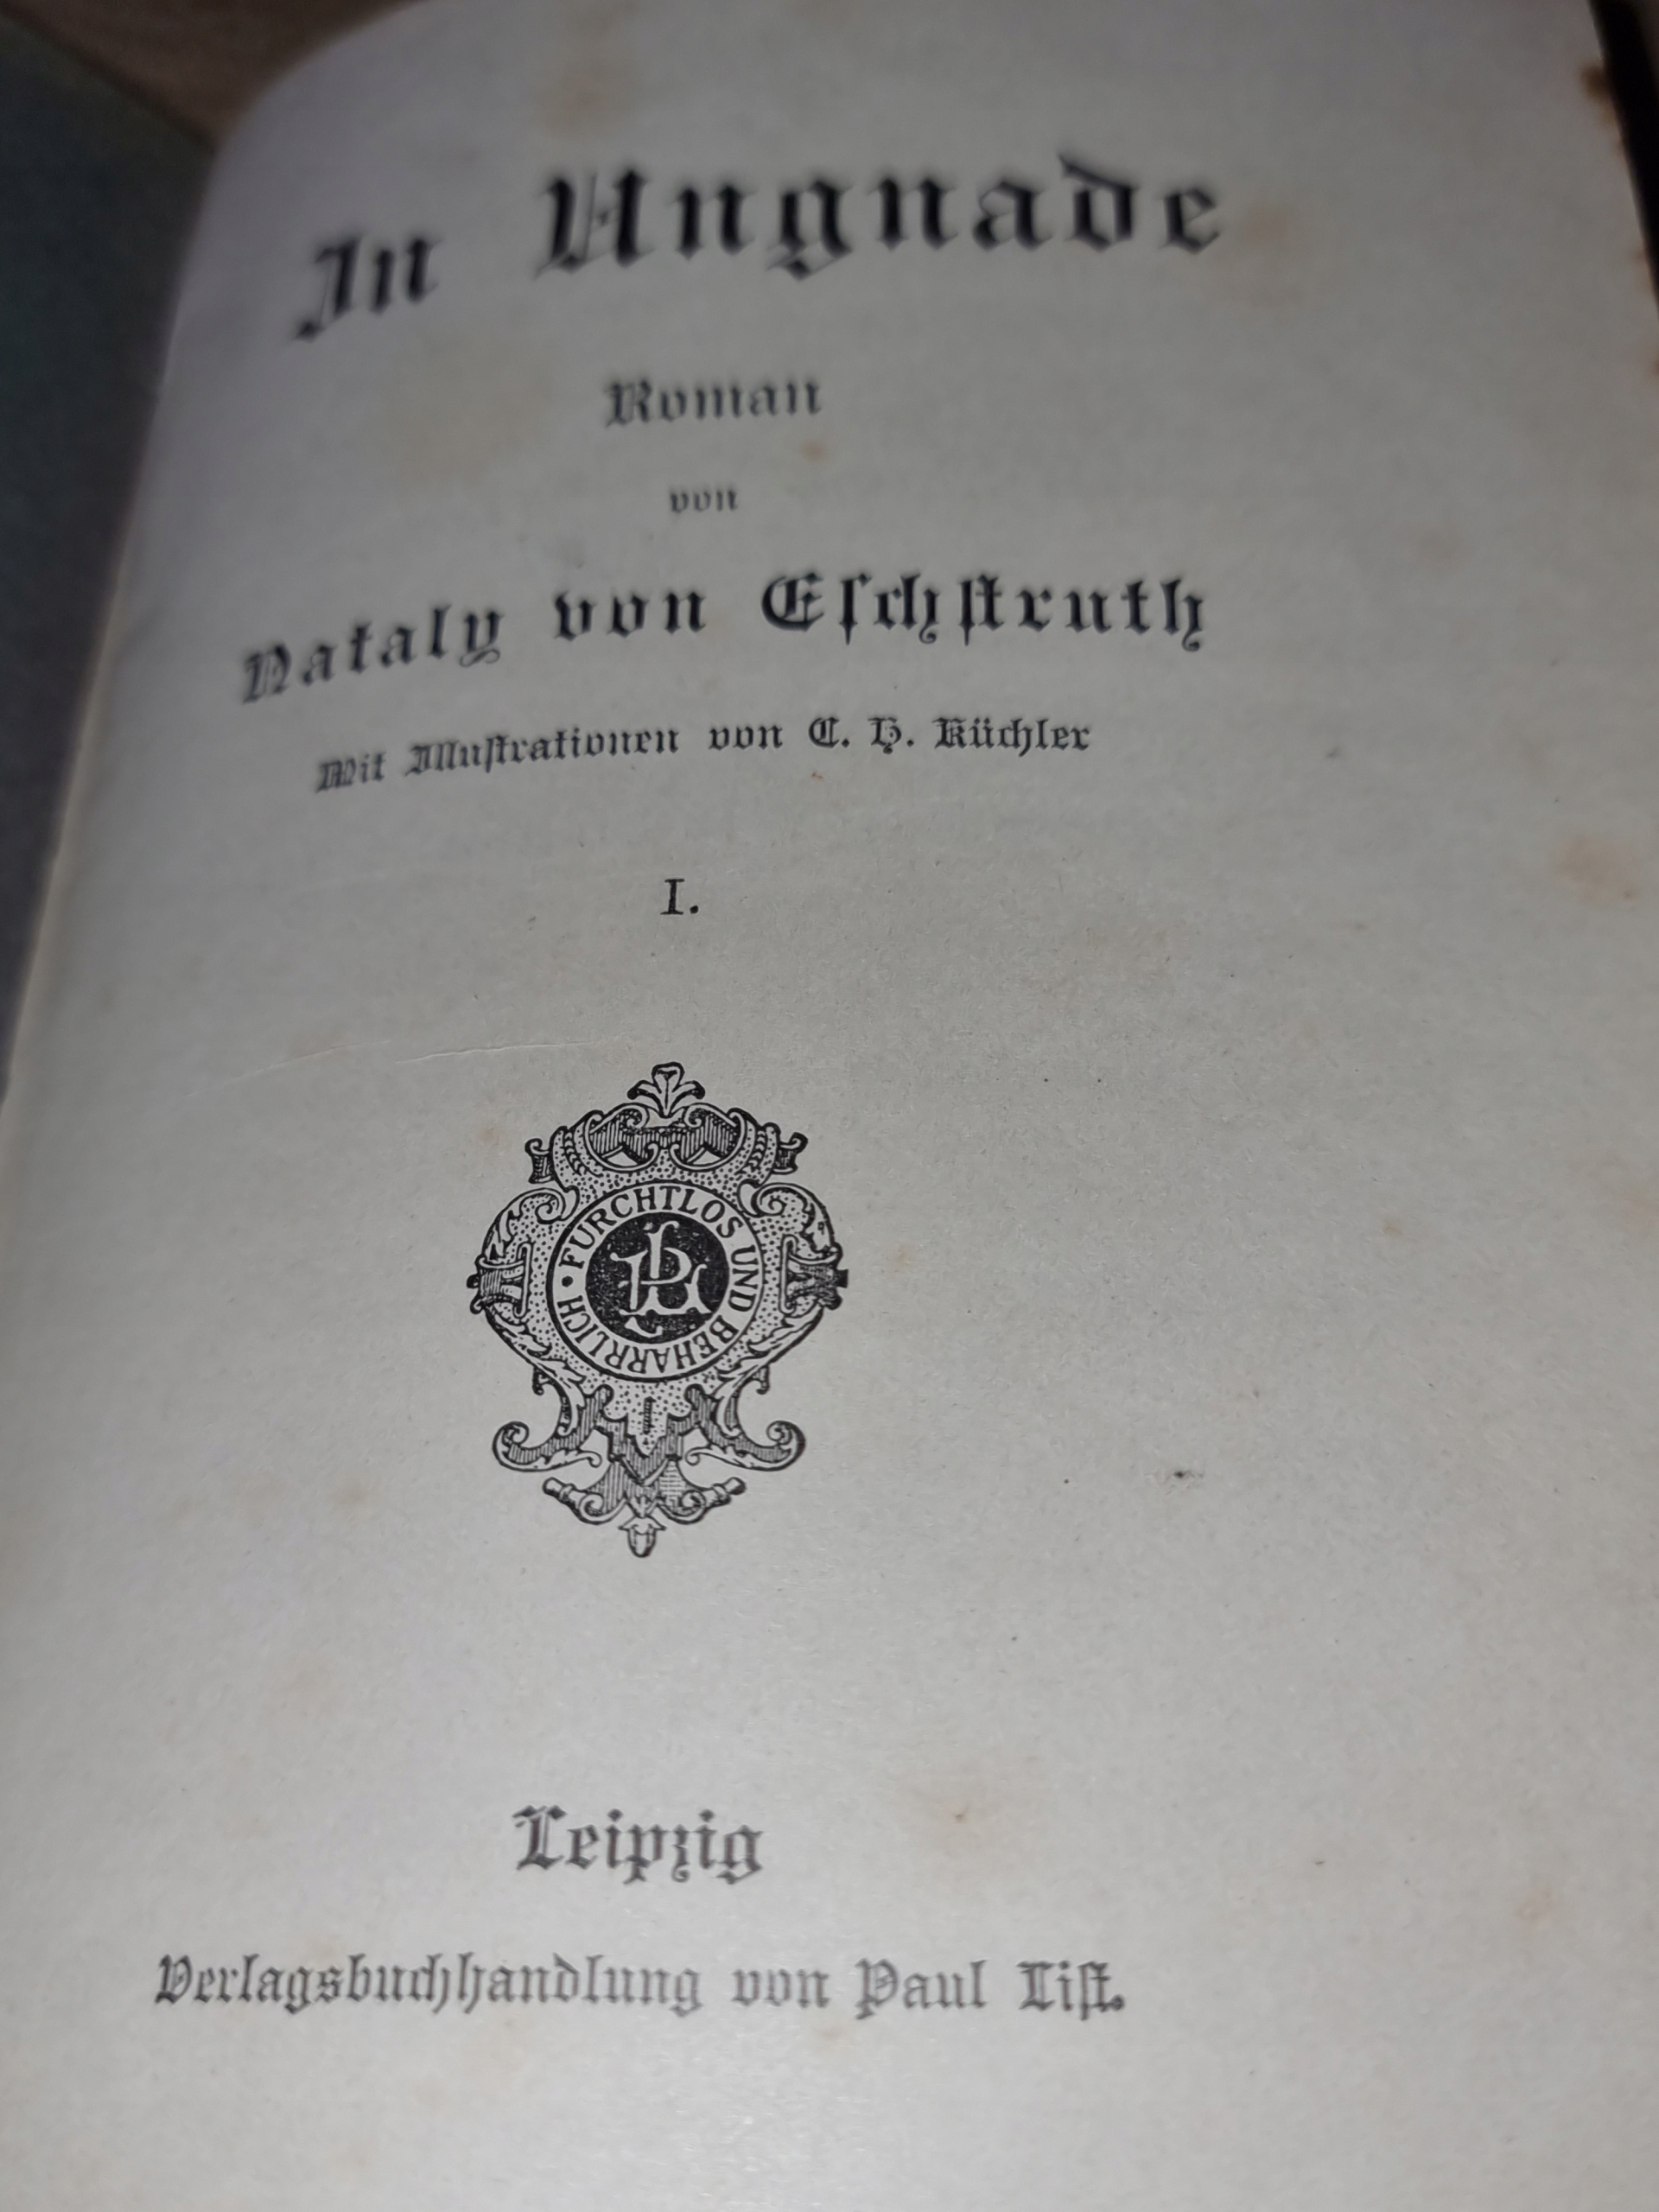 In Ungnade
Roman
von
Nataly von Eſchſtruth
Mit Illuſtrationen von C. H. Küchler
I.
FURCHTLOS UND BEHARRLICH •
PL
Leipzig
Verlagsbuchhandlung von Paul Liſt.